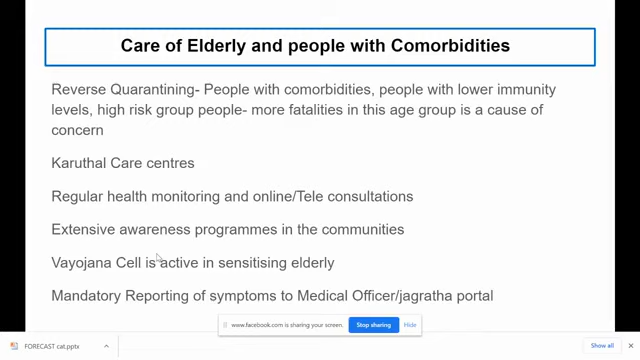 Care of Elderly and people with Comorbidities
Reverse Quarantining- People with comorbidities, people with lower immunity
levels, high risk group people- more fatalities in this age group is a cause of
concern
Karuthal Care centres
Regular health monitoring and online/Tele consultations
Extensive awareness programmes in the communities
Vayojana Cell is active in sensitising elderly
Mandatory Reporting of symptoms to Medical Officer/jagratha portal
www.facebook.com is sharing your screen.
Stop sharing
Hide
FORECAST cat.pptx
Show all